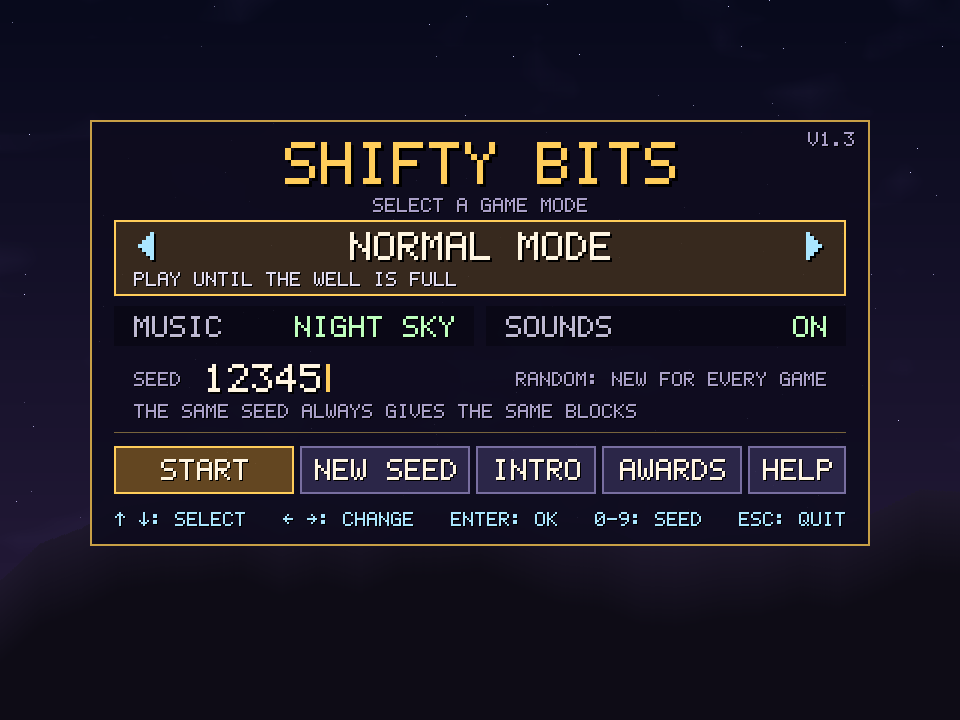 V1.3
SHIFTY BITS
SELECT A GAME MODE
NORMAL MODE
PLAY UNTIL THE WELL IS FULL
MUSIC NIGHT SKY SOUNDS ON
SEED 12345 RANDOM: NEW FOR EVERY GAME
THE SAME SEED ALWAYS GIVES THE SAME BLOCKS
START NEW SEED INTRO AWARDS HELP
↑ ↓: SELECT ← →: CHANGE ENTER: OK 0-9: SEED ESC: QUIT